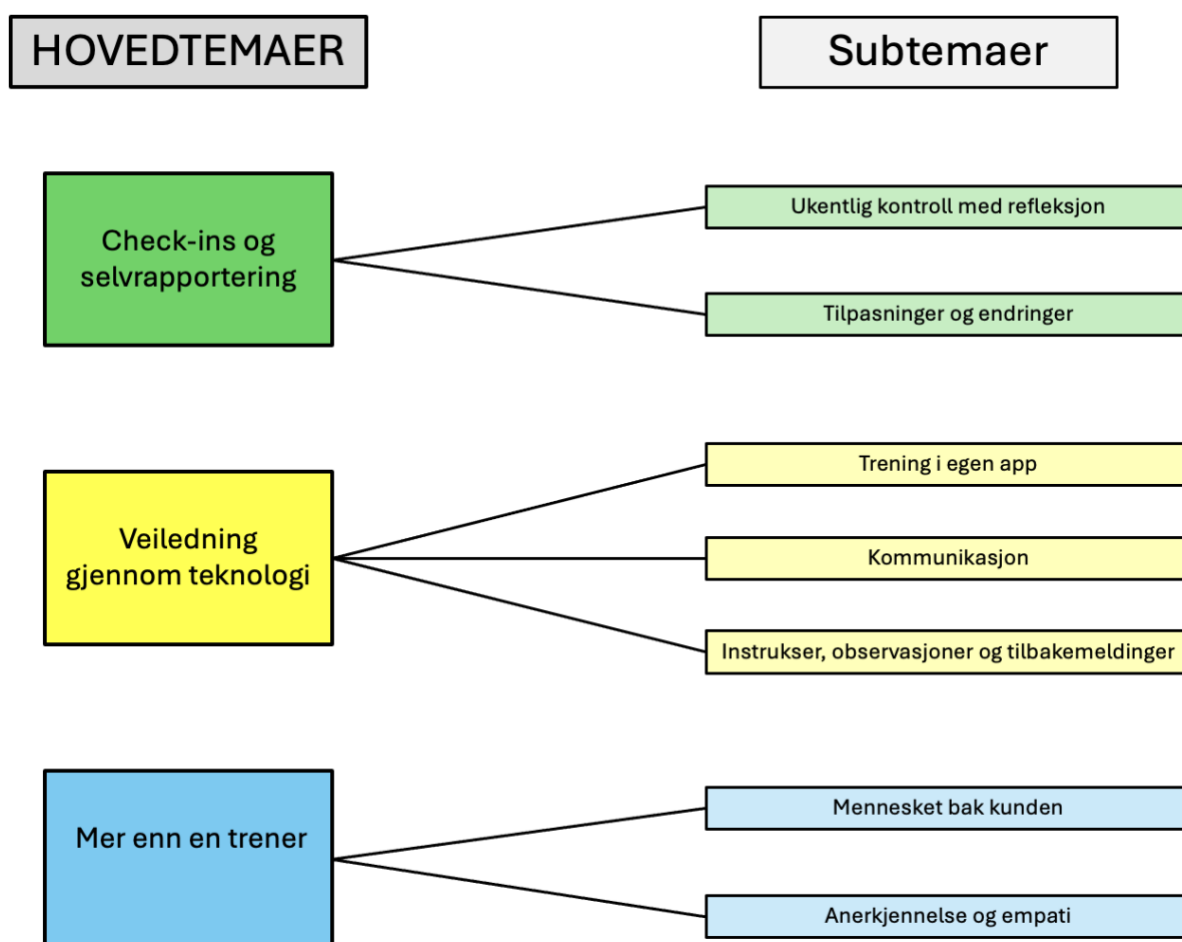 HOVEDTEMAER
Subtemaer
Check-ins og
selvrapportering
Ukentlig kontroll med refleksjon
Tilpasninger og endringer
Veiledning
gjennom teknologi
Trening i egen app
Kommunikasjon
Instrukser, observasjoner og tilbakemeldinger
Mer enn en trener
Mennesket bak kunden
Anerkjennelse og empati